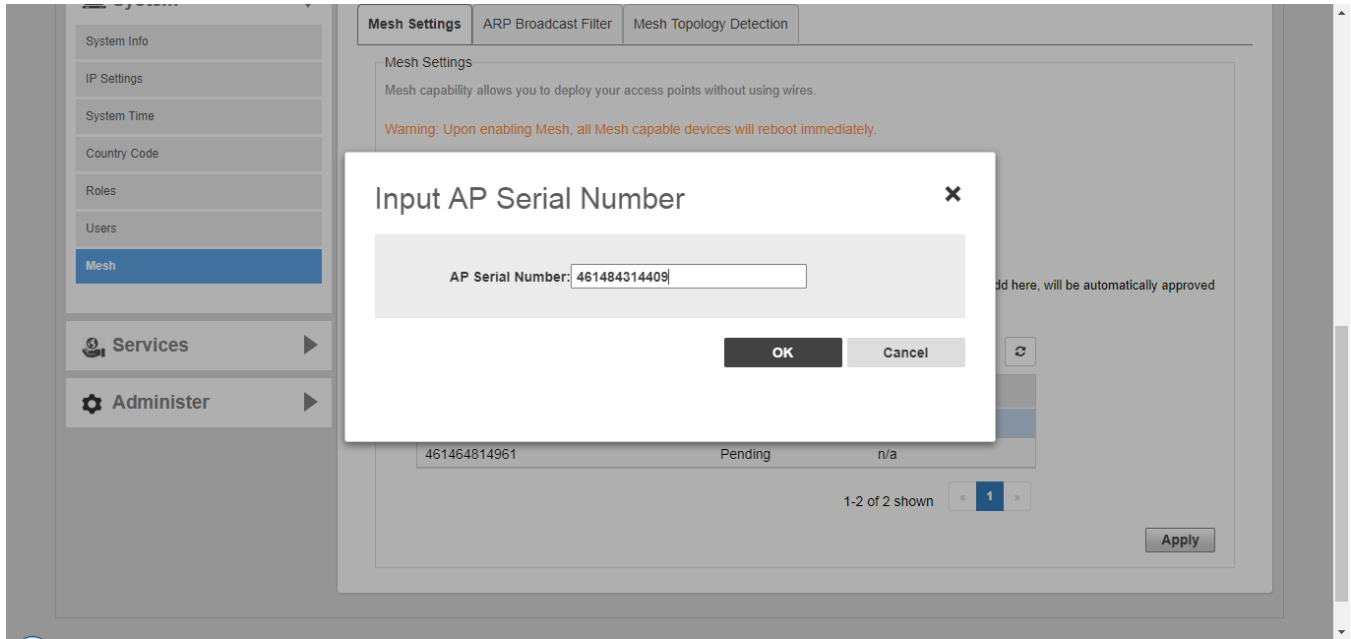 System
System Info
IP Settings
System Time
Country Code
Roles
Users
Mesh
Services
Administer
Mesh Settings ARP Broadcast Filter Mesh Topology Detection
Mesh Settings
Mesh capability allows you to deploy your access points without using wires.
Warning: Upon enabling Mesh, all Mesh capable devices will reboot immediately.
Input AP Serial Number
AP Serial Number: 461484314409
OK Cancel
dd here, will be automatically approved
461464814961 Pending n/a
1-2 of 2 shown « 1 »
Apply